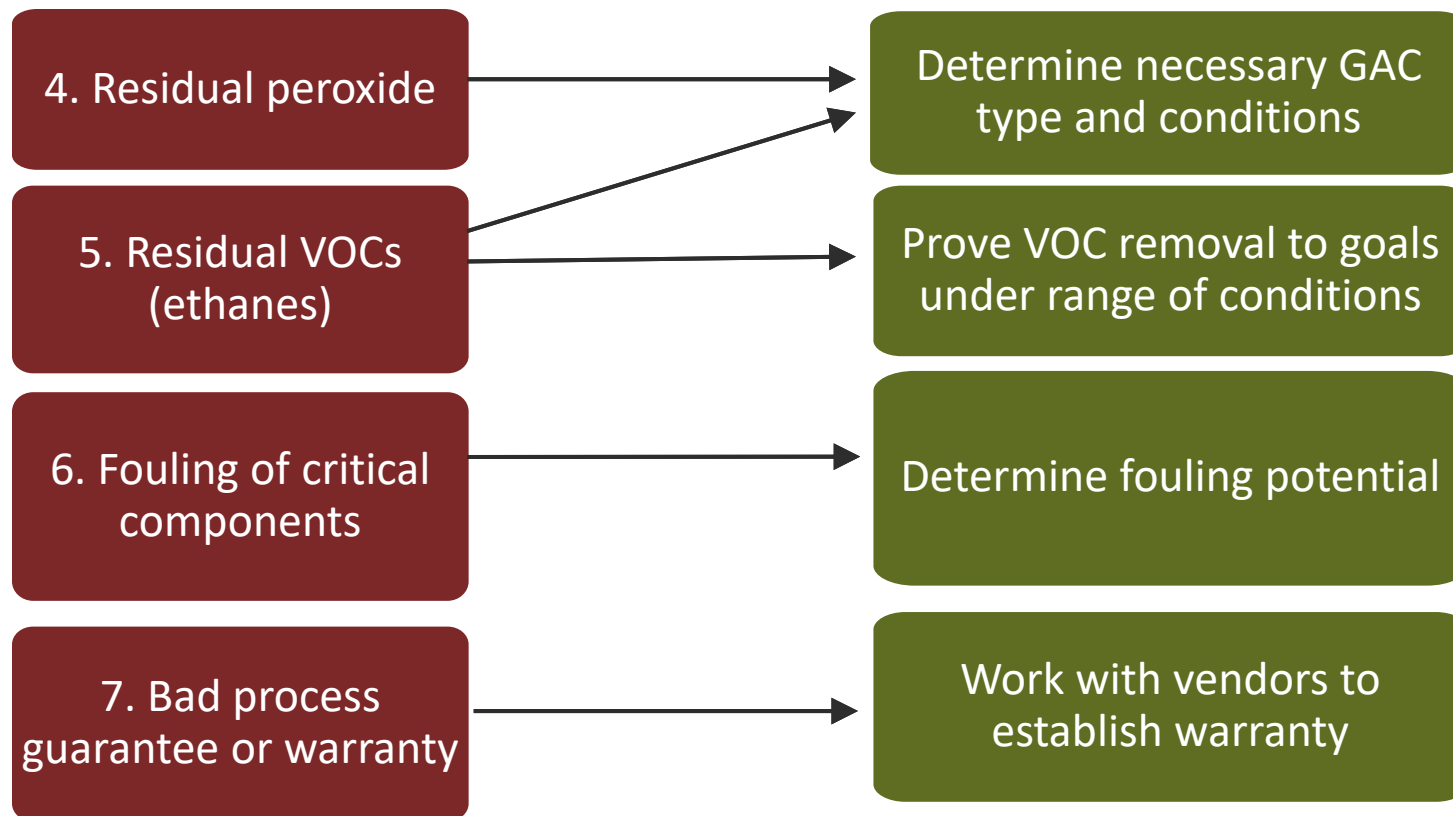 4. Residual peroxide
Determine necessary GAC
type and conditions
5. Residual VOCs
(ethanes)
Prove VOC removal to goals
under range of conditions
6. Fouling of critical
components
Determine fouling potential
7. Bad process
guarantee or warranty
Work with vendors to
establish warranty